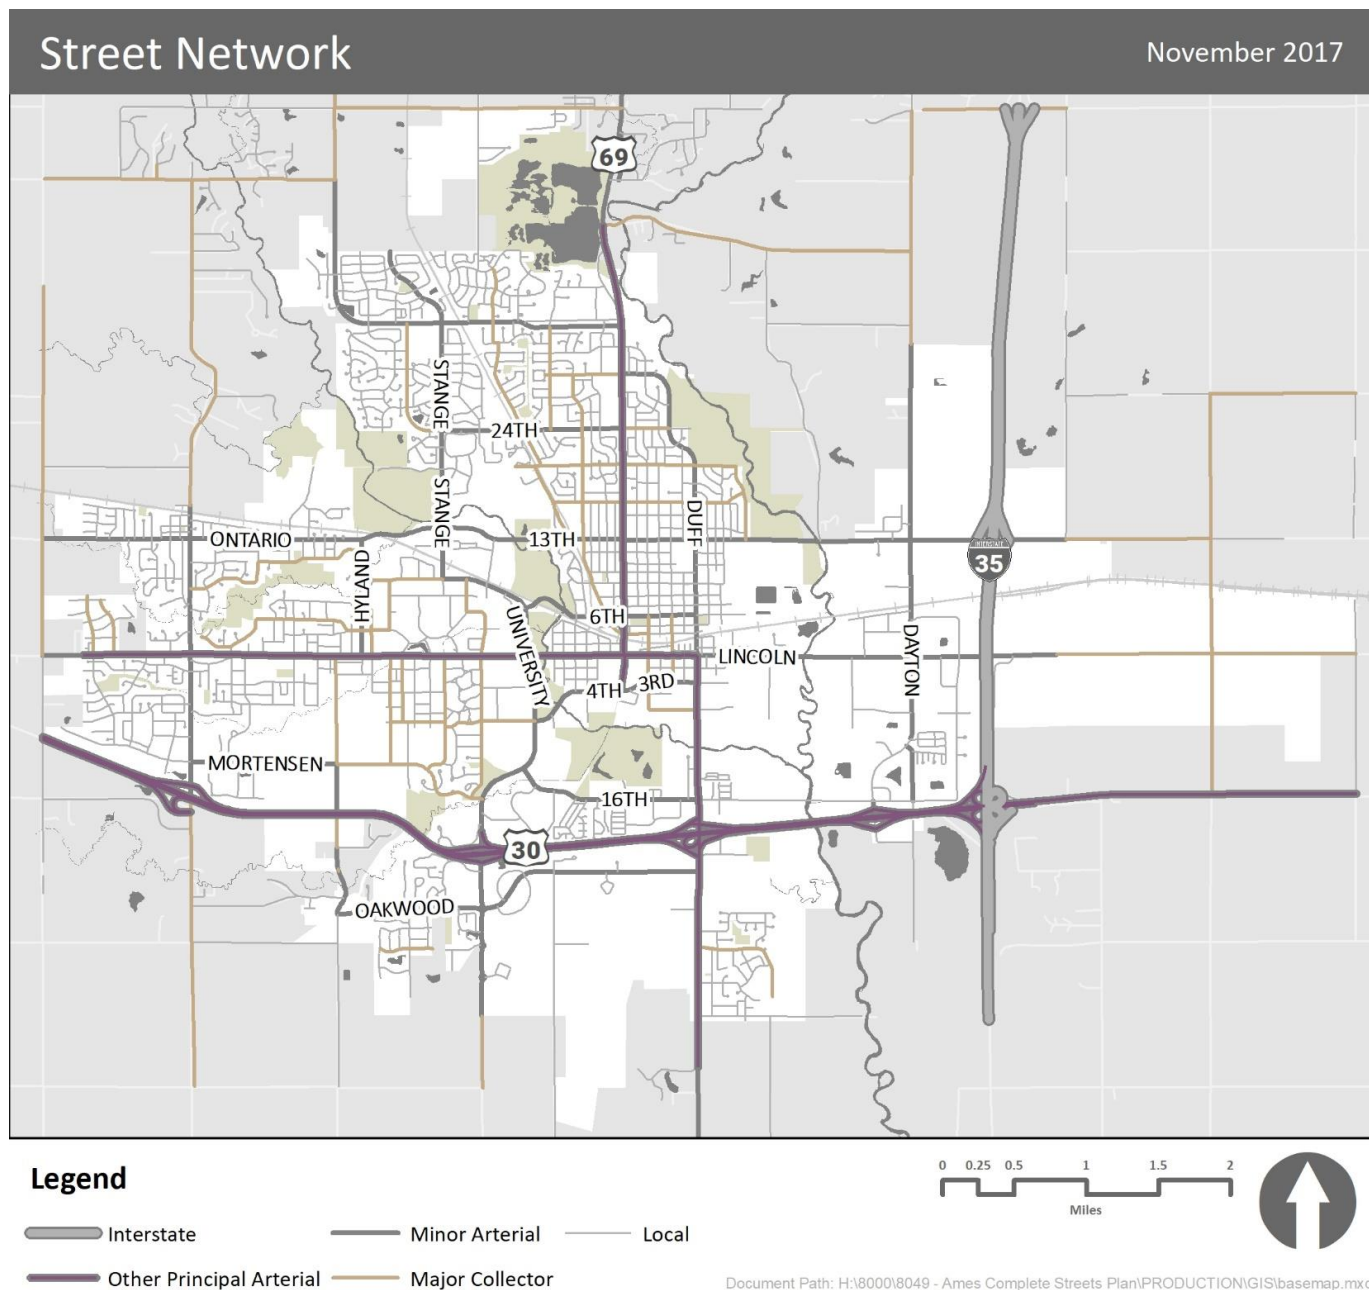 Street Network
November 2017
69
STANGE
24TH
STANGE
DUFF
ONTARIO
13TH
INTERSTATE
35
HYLAND
6TH
UNIVERSITY
LINCOLN
DAYTON
4TH
3RD
MORTENSEN
16TH
30
OAKWOOD
Legend
Interstate
Minor Arterial
Local
Other Principal Arterial
Major Collector
0 0.25 0.5 1 1.5 2
Miles
Document Path: H:\8000\8049 - Ames Complete Streets Plan\PRODUCTION\GIS\basemap.mxd